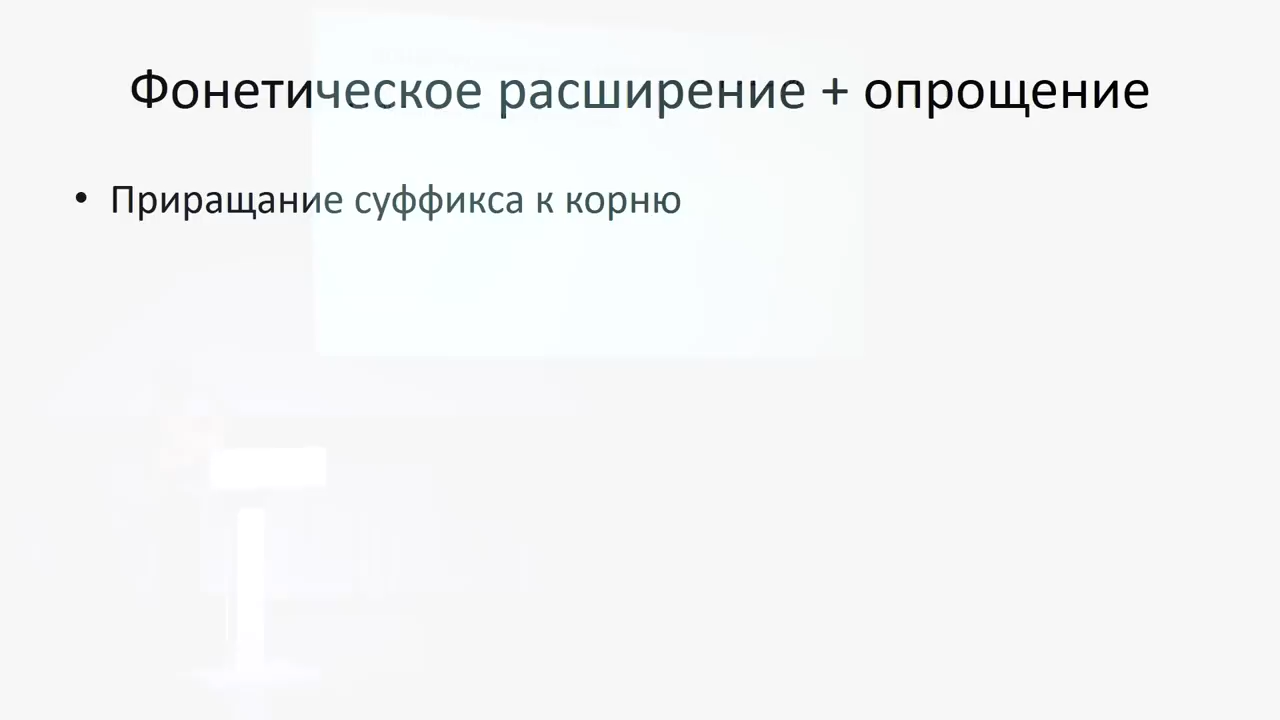 Фонетическое расширение + опрощение
• Приращание суффикса к корню